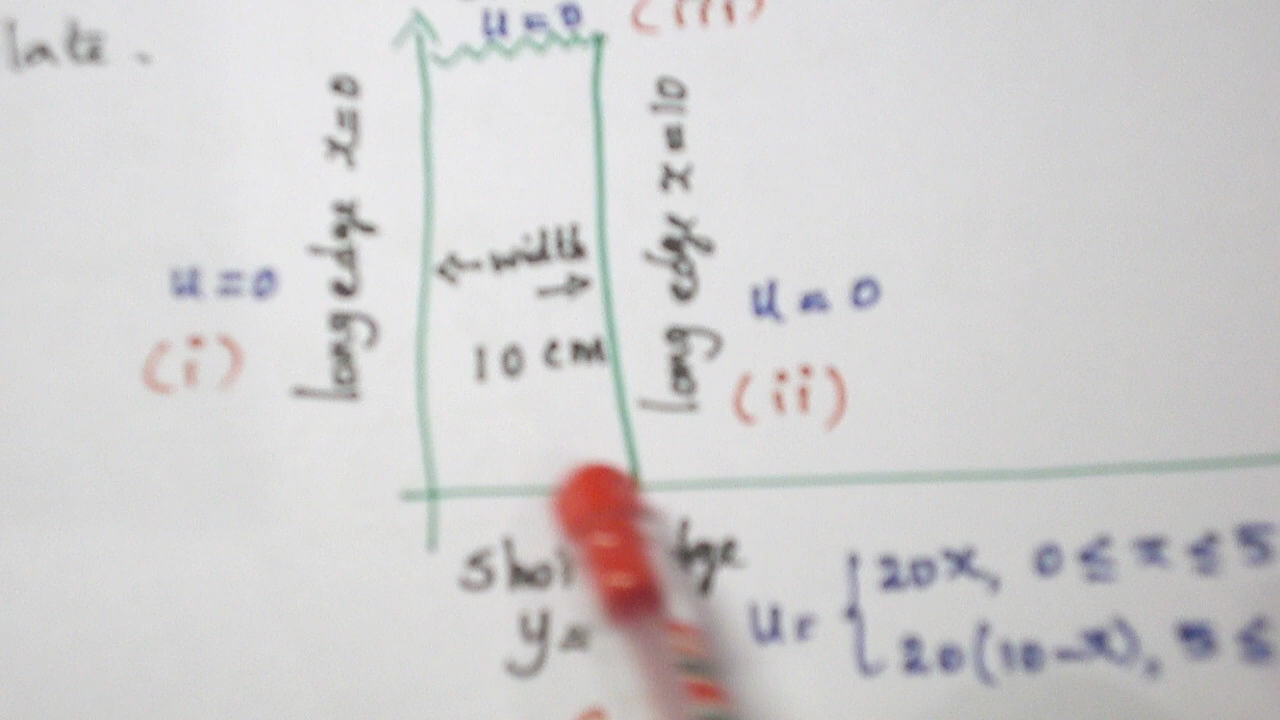 late.
u=0 (iii)
long edge x=0
long edge x=10
width
10 cm
u=0
(i)
u=0
(ii)
y=
u= { 20x, 0≤x≤5
20(10-x), 5≤